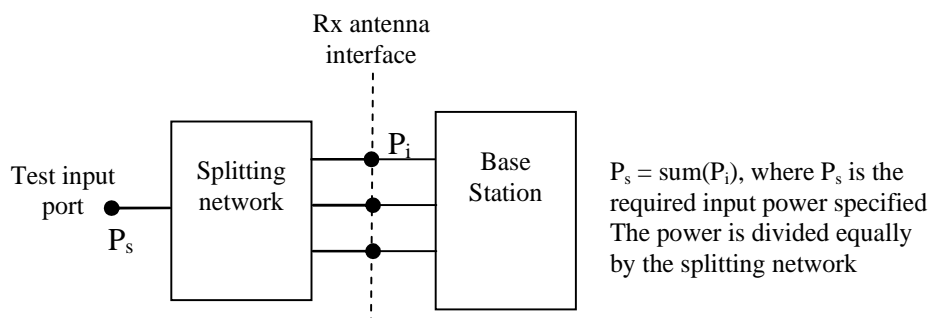 Rx antenna
interface
Test input
port
P_s
Splitting
network
P_i
Base
Station
P_s = sum(P_i), where P_s is the
required input power specified
The power is divided equally
by the splitting network